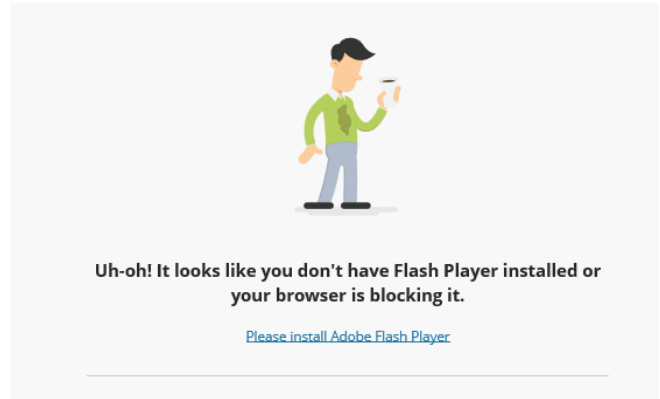 Uh-oh! It looks like you don't have Flash Player installed or
your browser is blocking it.
Please install Adobe Flash Player